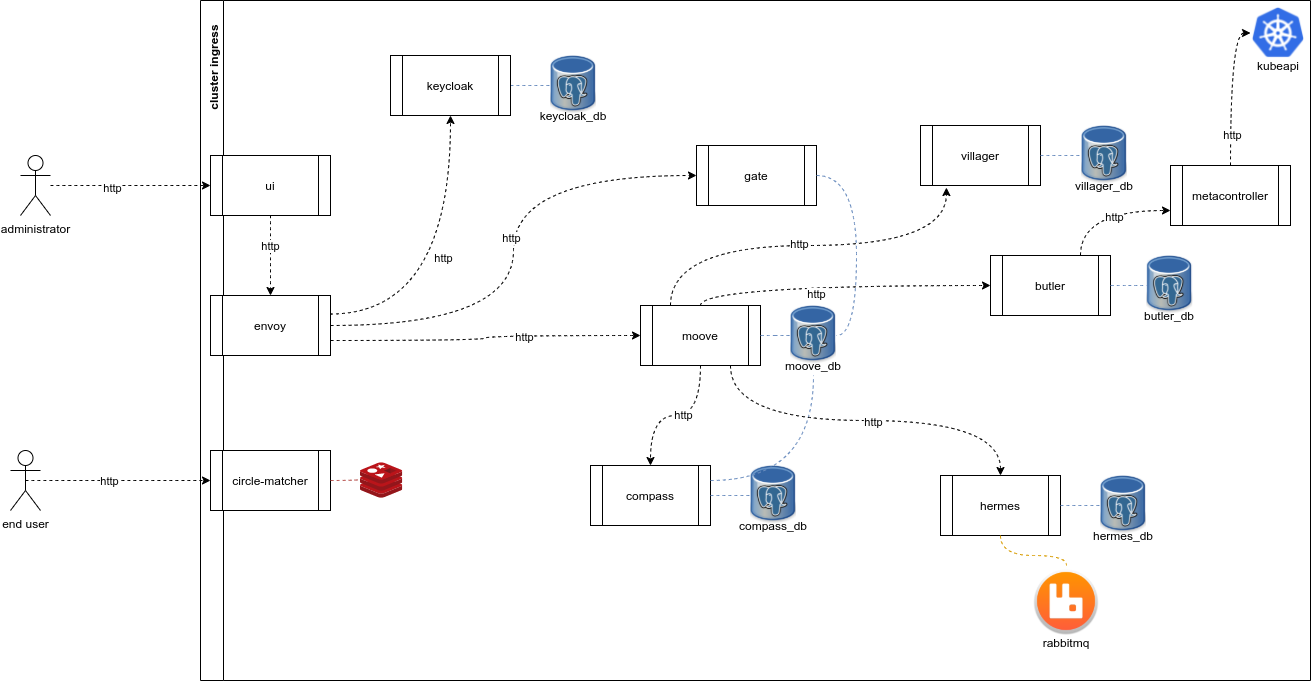 cluster ingress
kubeapi
keycloak
keycloak_db
http
villager
villager_db
gate
metacontroller
administrator
http
ui
http
http
http
http
http
butler
butler_db
http
envoy
http
moove
moove_db
http
http
end user
http
circle-matcher
compass
compass_db
hermes
hermes_db
rabbitmq